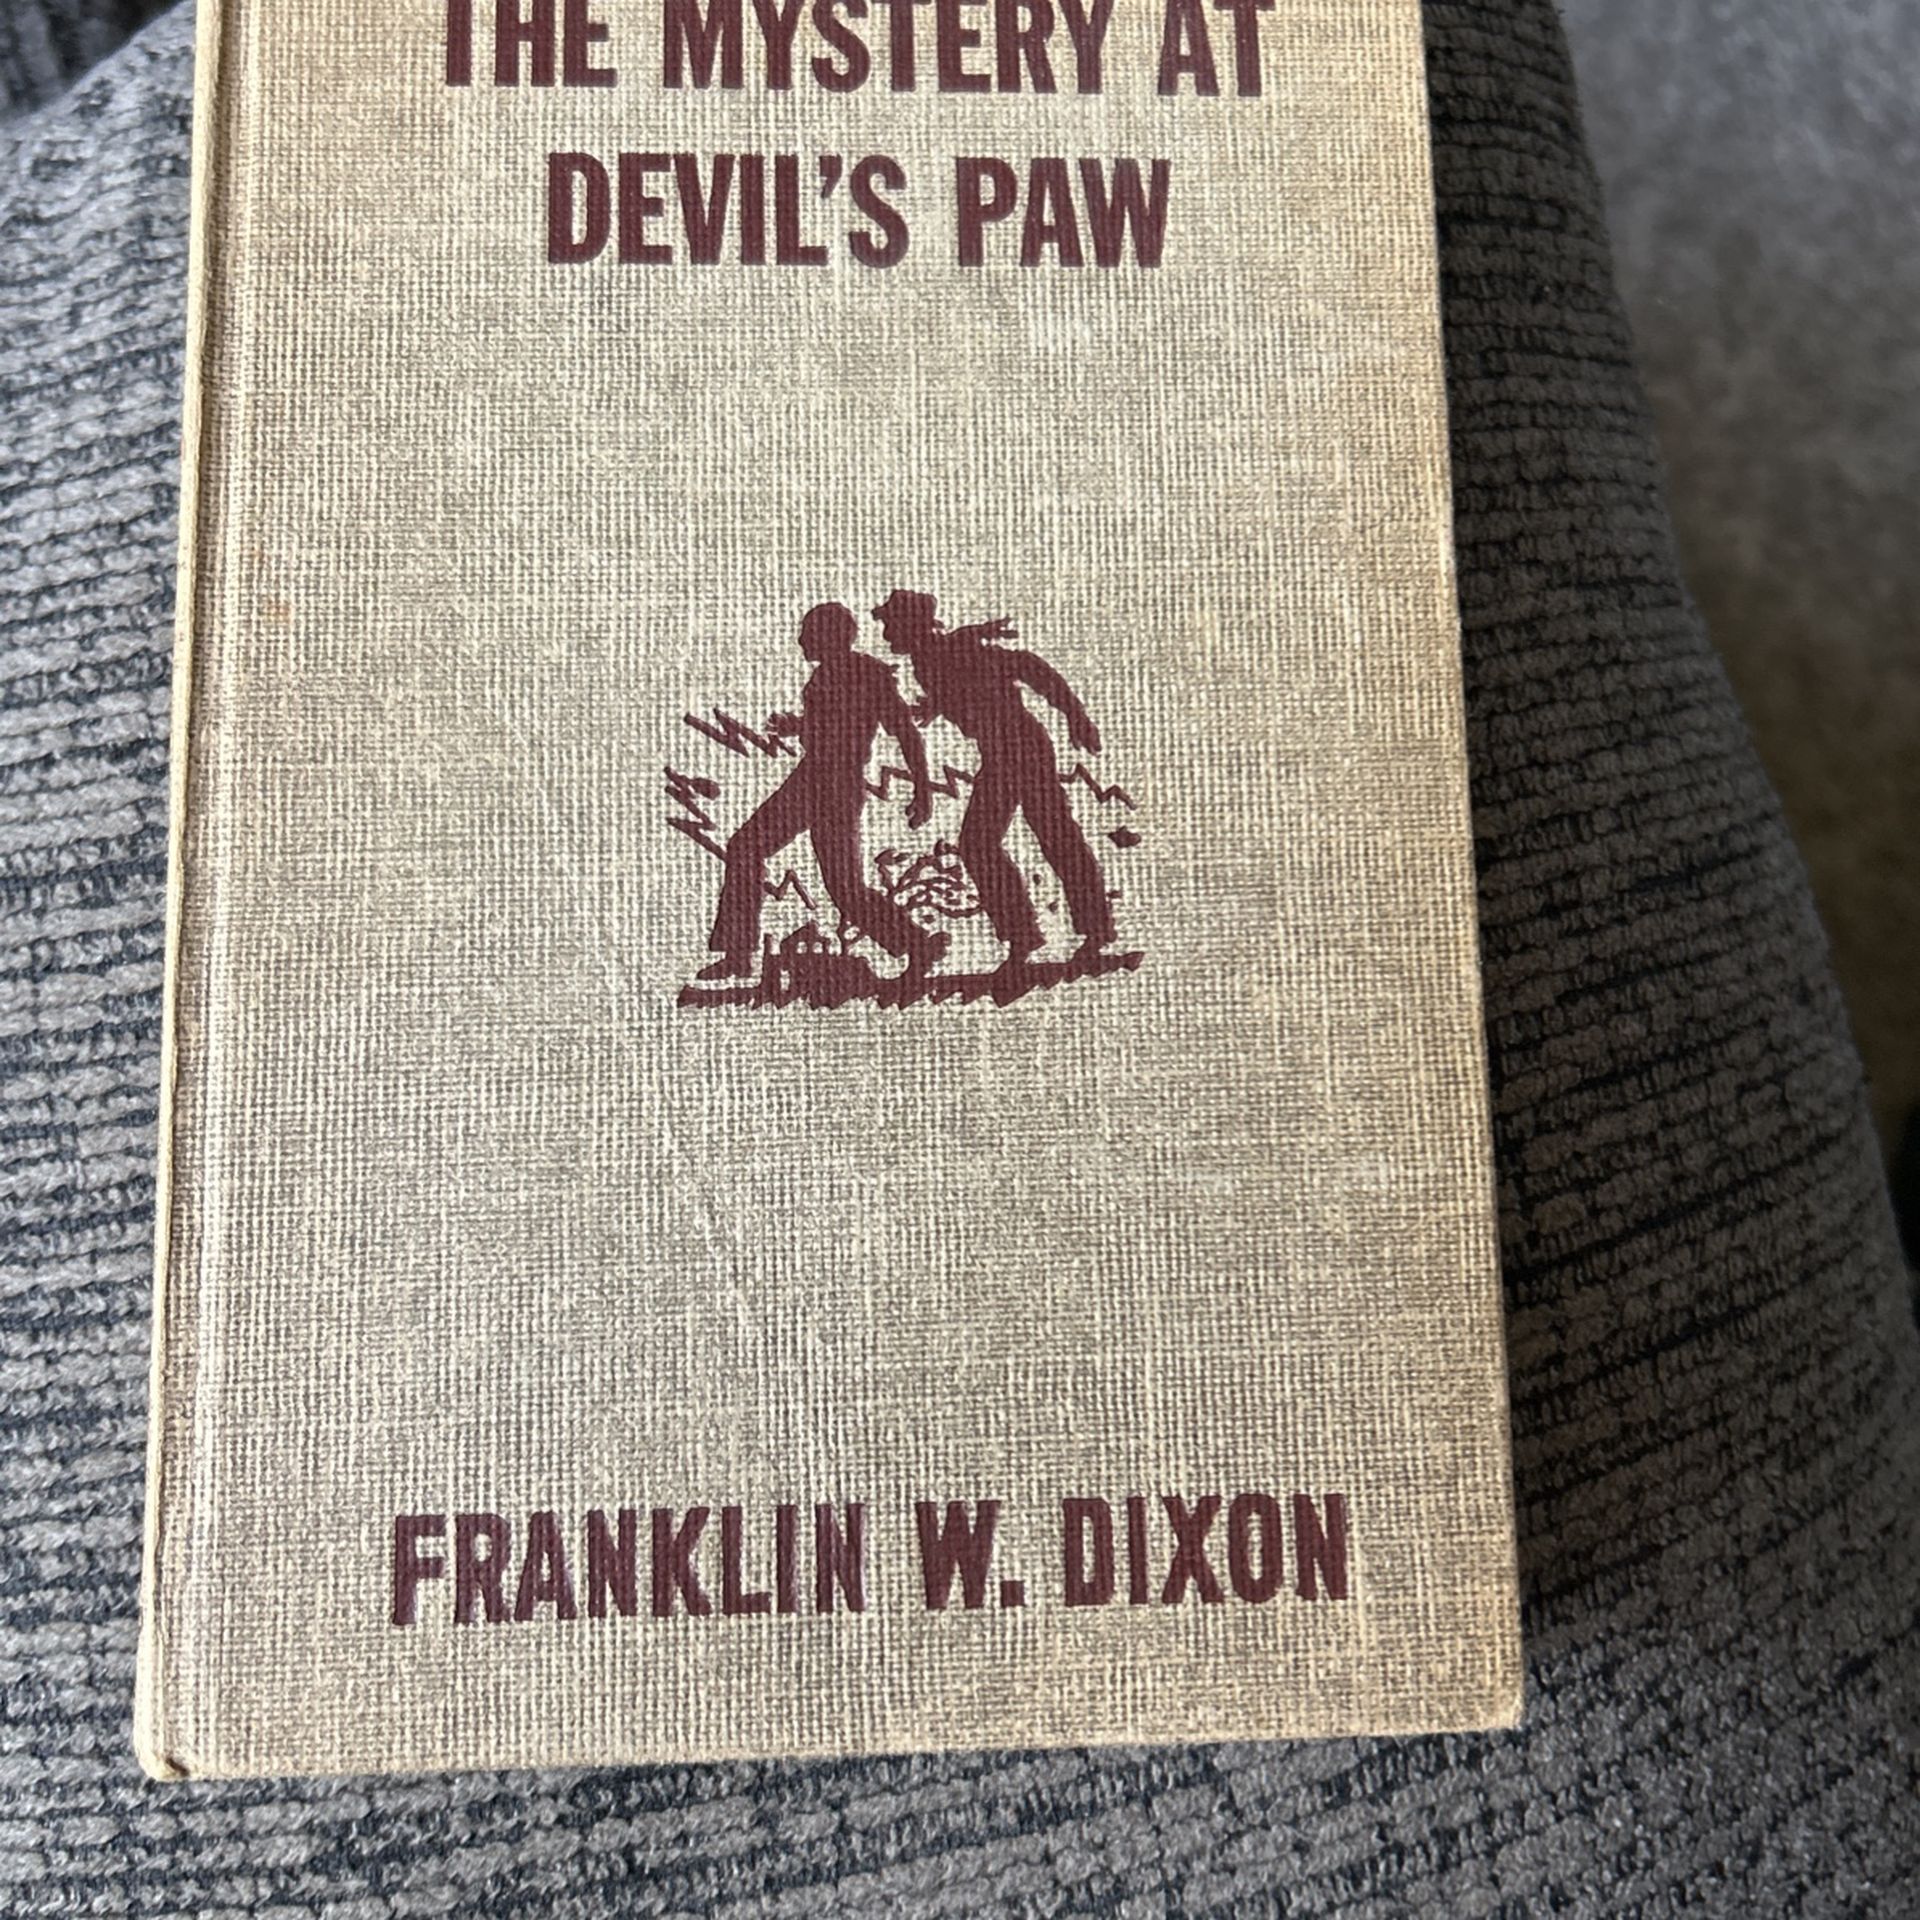 THE MYSTERY AT
DEVIL'S PAW
FRANKLIN W. DIXON